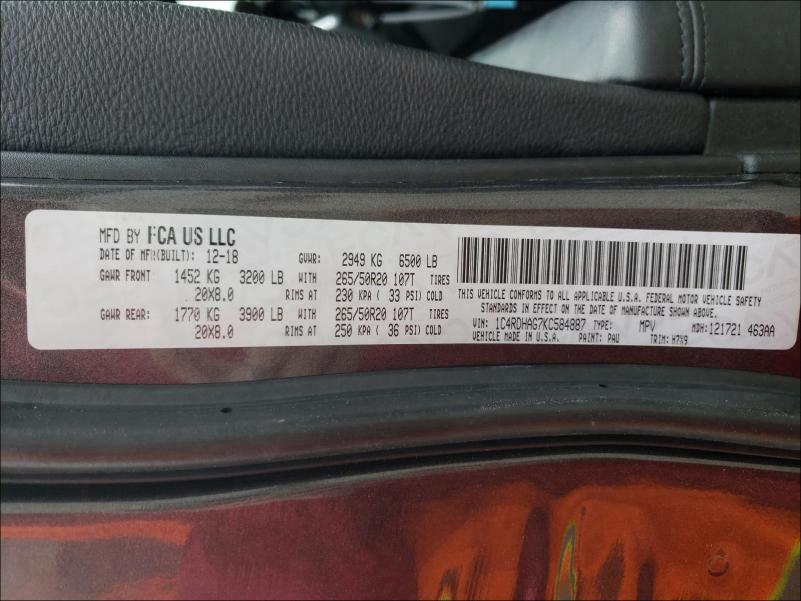 MFD BY FCA US LLC
DATE OF MFR(BUILT): 12-18 GVWR: 2949 KG 6500 LB
GAWR FRONT 1452 KG 3200 LB WITH 265/50R20 107T TIRES
20X8.0 RIMS AT 230 KPA ( 33 PSI) COLD
GAWR REAR: 1770 KG 3900 LB WITH 265/50R20 107T TIRES
20X8.0 RIMS AT 250 KPA ( 36 PSI) COLD
THIS VEHICLE CONFORMS TO ALL APPLICABLE U.S.A. FEDERAL MOTOR VEHICLE SAFETY
STANDARDS IN EFFECT ON THE DATE OF MANUFACTURE SHOWN ABOVE.
VIN: 1C4RDHAG7KC584887 TYPE: MPV MDH:121721 463AA
VEHICLE MADE IN U.S.A. PAINT: PAU TRIM: H7X9